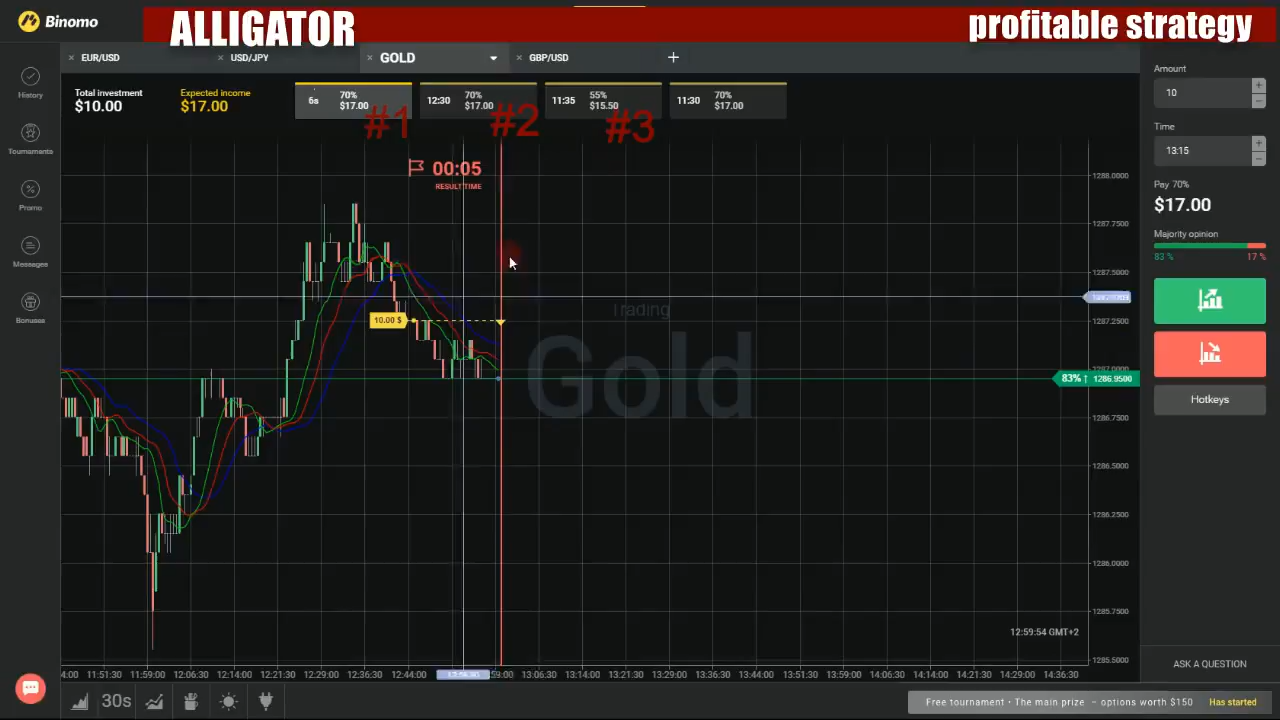 Binomo
ALLIGATOR
profitable strategy
EUR/USD
USD/JPY
GOLD
GBP/USD
History
Tournaments
Promo
Messages
Bonuses
Total investment
$10.00
Expected income
$17.00
6s
70%
$17.00
12:30
70%
$17.00
11:35
55%
$15.50
11:30
70%
$17.00
#1
#2
#3
00:05
RESULT TIME
10.00 $
Trading
Gold
1288.0000
1287.7500
1287.5000
1287.2500
1287.0000
83% ↑ 1286.9500
1286.7500
1286.5000
1286.2500
1286.0000
1285.7500
1285.5000
12:59:54 GMT+2
4:00 11:51:30 11:59:00 12:06:30 12:14:00 12:21:30 12:29:00 12:36:30 12:44:00 59:00 13:06:30 13:14:00 13:21:30 13:29:00 13:36:30 13:44:00 13:51:30 13:59:00 14:06:30 14:14:00 14:21:30 14:29:00 14:36:30
30s
Amount
10
Time
13:15
Pay 70%
$17.00
Majority opinion
83 % 17 %
Hotkeys
ASK A QUESTION
Free tournament • The main prize – options worth $150 Has started